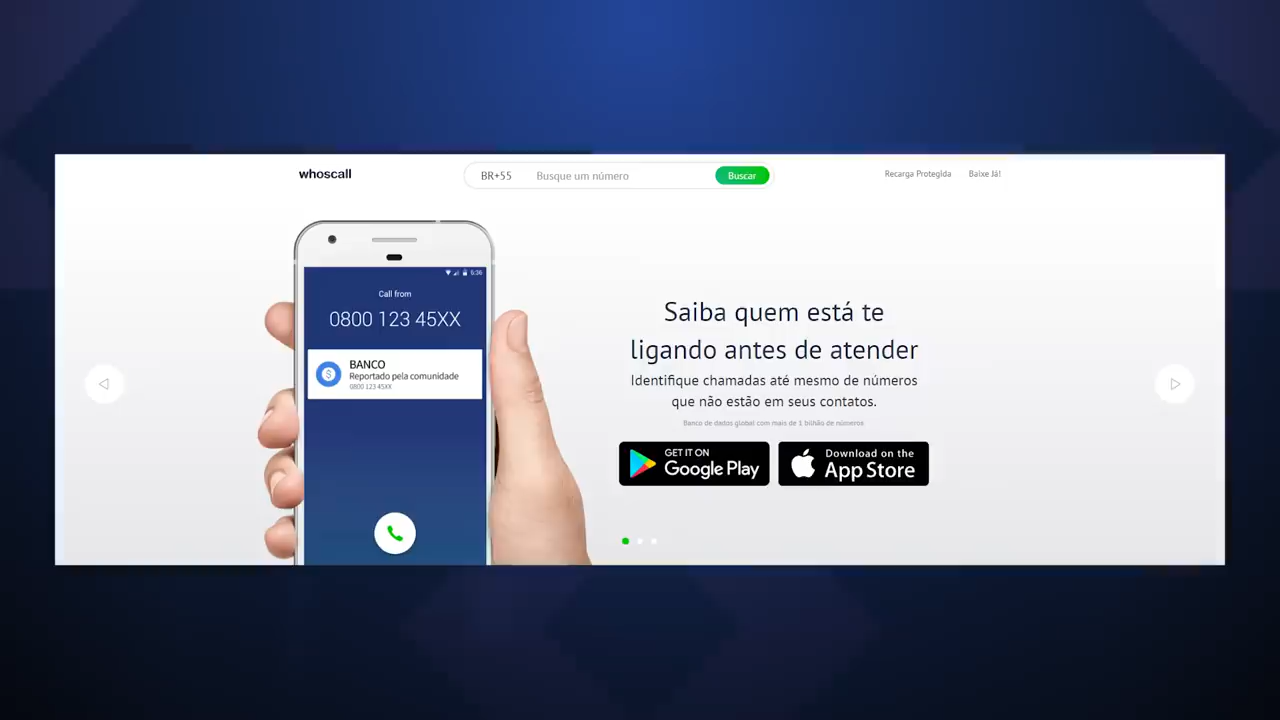 whoscall
BR+55
Busque um número
Buscar
Recarga Protegida
Baixe Já!
6:36
Call from
0800 123 45XX
BANCO
Reportado pela comunidade
0800 123 45XX
Saiba quem está te
ligando antes de atender
Identifique chamadas até mesmo de números
que não estão em seus contatos.
Banco de dados global com mais de 1 bilhão de números
GET IT ON
Google Play
Download on the
App Store